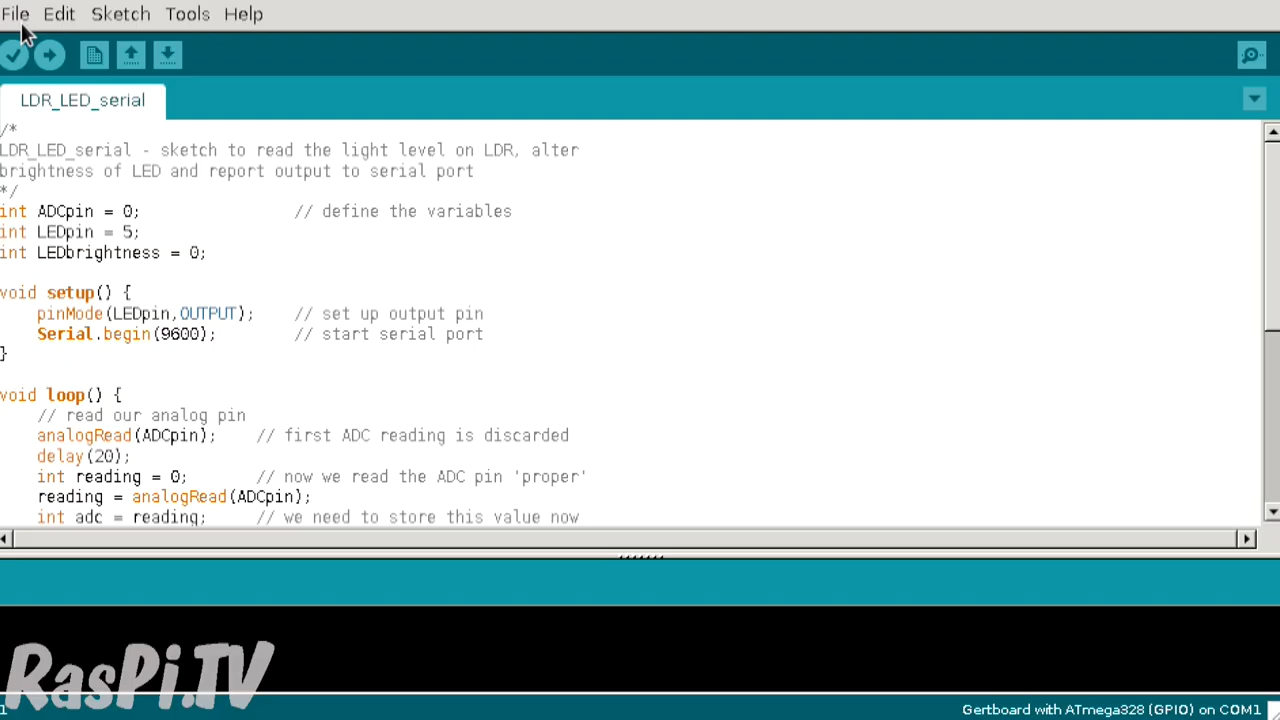 File Edit Sketch Tools Help
LDR_LED_serial
/*
LDR_LED_serial - sketch to read the light level on LDR, alter
brightness of LED and report output to serial port
*/
int ADCpin = 0; // define the variables
int LEDpin = 5;
int LEDbrightness = 0;
void setup() {
pinMode(LEDpin,OUTPUT); // set up output pin
Serial.begin(9600); // start serial port
}
void loop() {
// read our analog pin
analogRead(ADCpin); // first ADC reading is discarded
delay(20);
int reading = 0; // now we read the ADC pin 'proper'
reading = analogRead(ADCpin);
int adc = reading; // we need to store this value now
RasPi.TV
1 Gertboard with ATmega328 (GPIO) on COM1